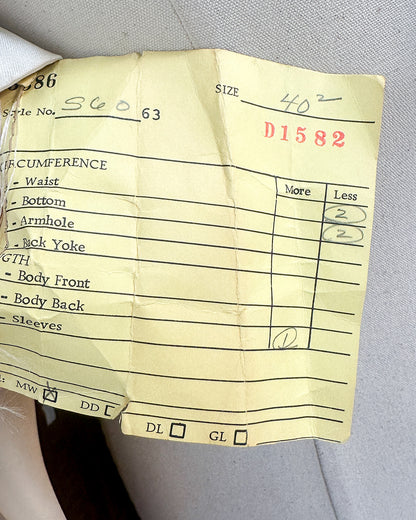 86
SIZE 40 2
Style No. S60 63
D1582
CIRCUMFERENCE
More Less
- Waist 2
- Bottom 2
- Armhole
- Back Yoke
GTH
- Body Front
- Body Back
- Sleeves 1
: MW ☒ DD
DL ☐ GL ☐